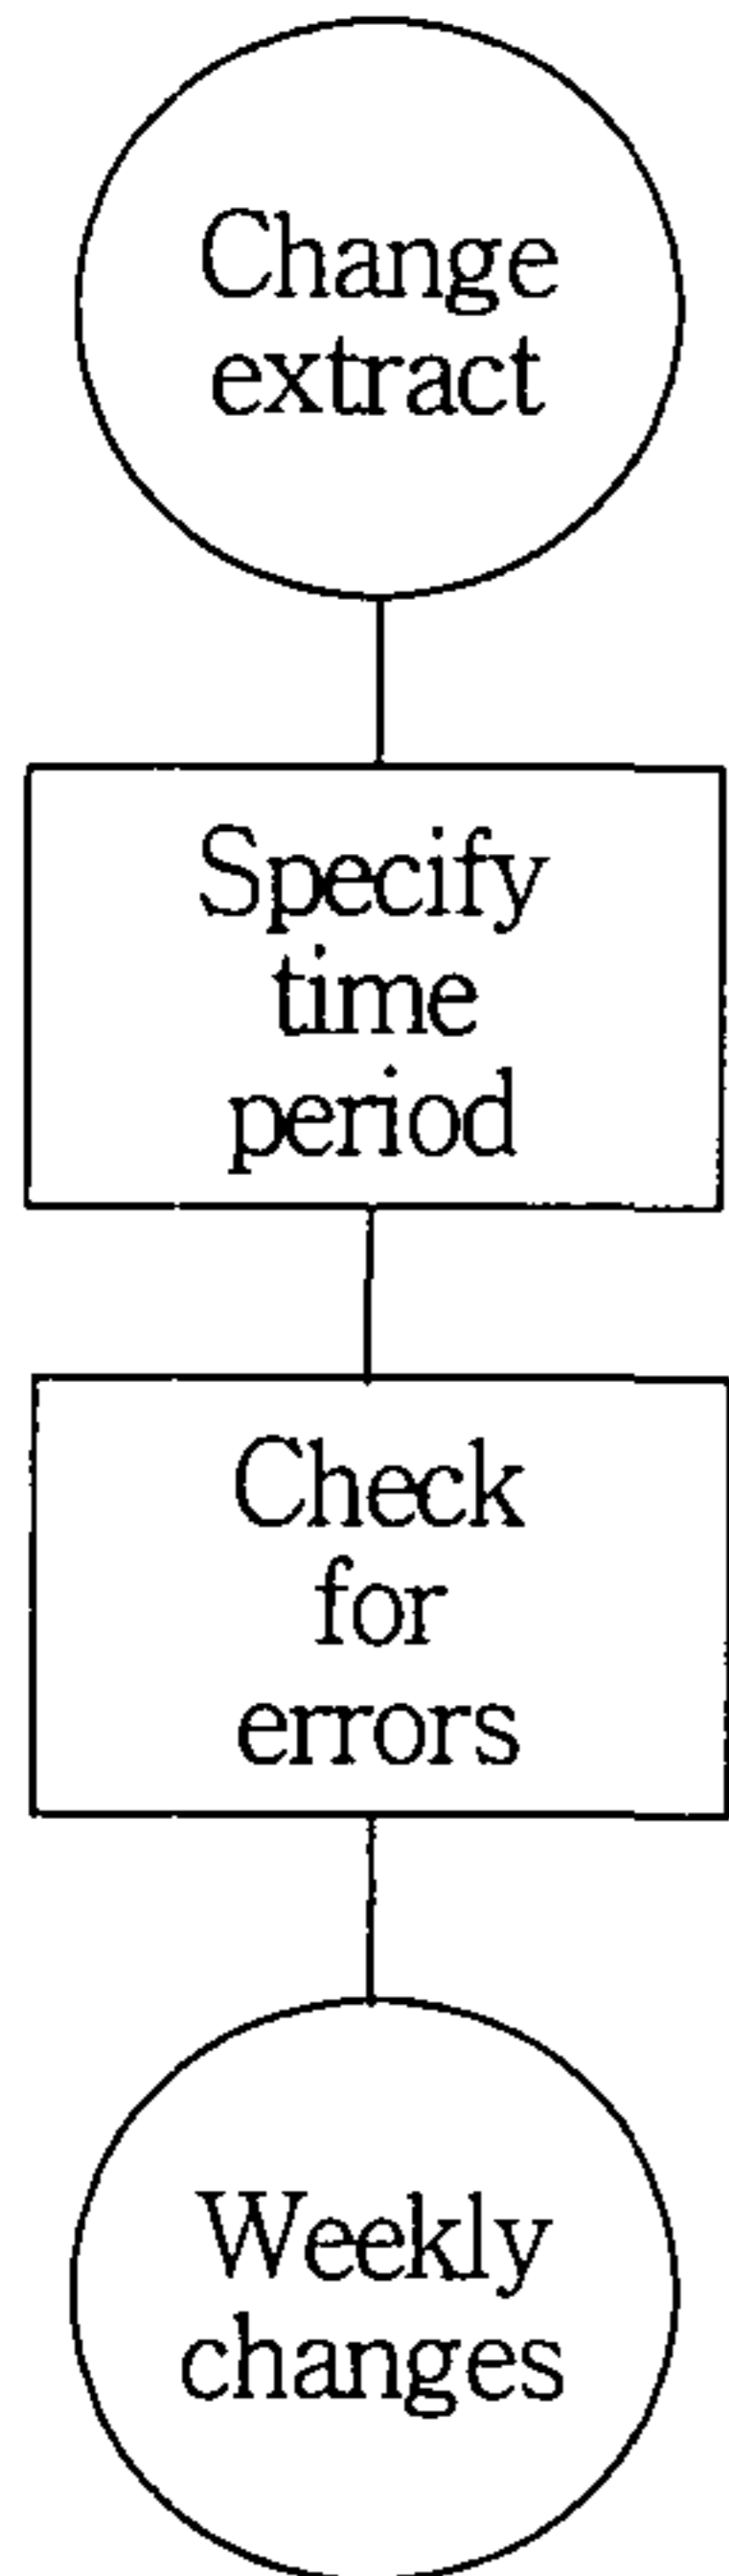 Change
extract
Specify
time
period
Check
for
errors
Weekly
changes